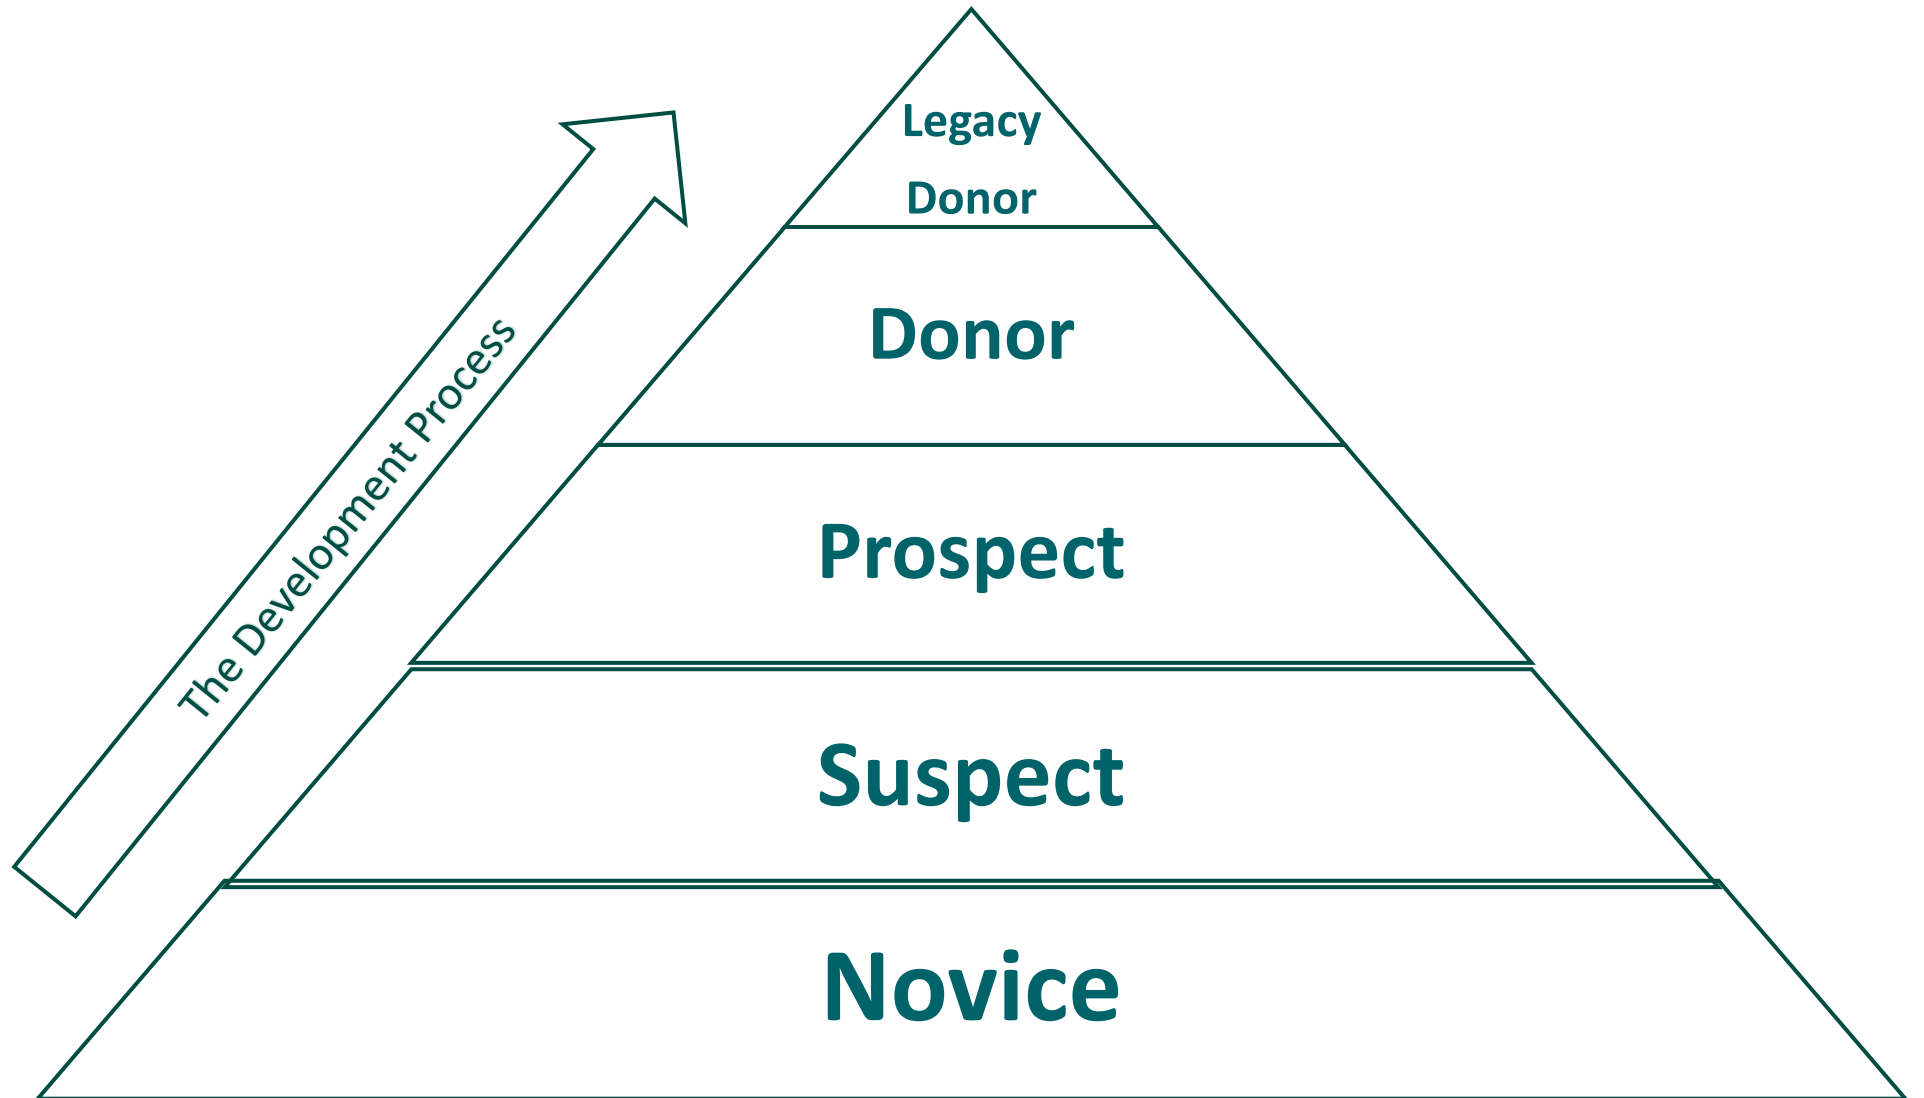 Legacy
Donor
Donor
Prospect
Suspect
Novice
The Development Process